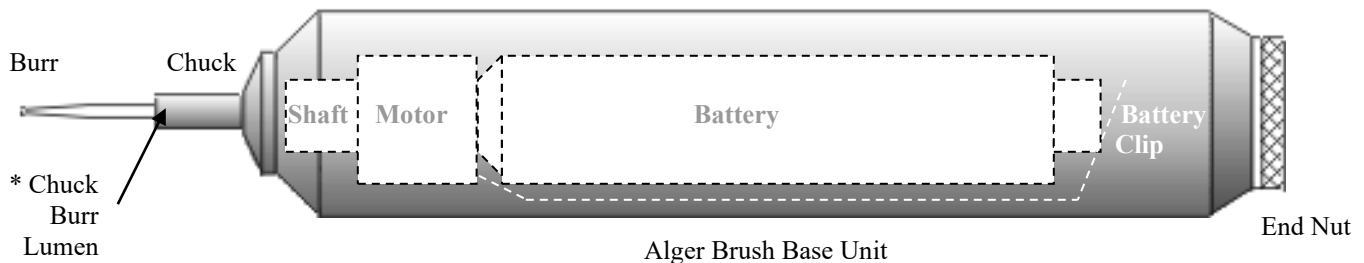 Burr
Chuck
Shaft
Motor
Battery
Battery
Clip
* Chuck
Burr
Lumen
End Nut
Alger Brush Base Unit